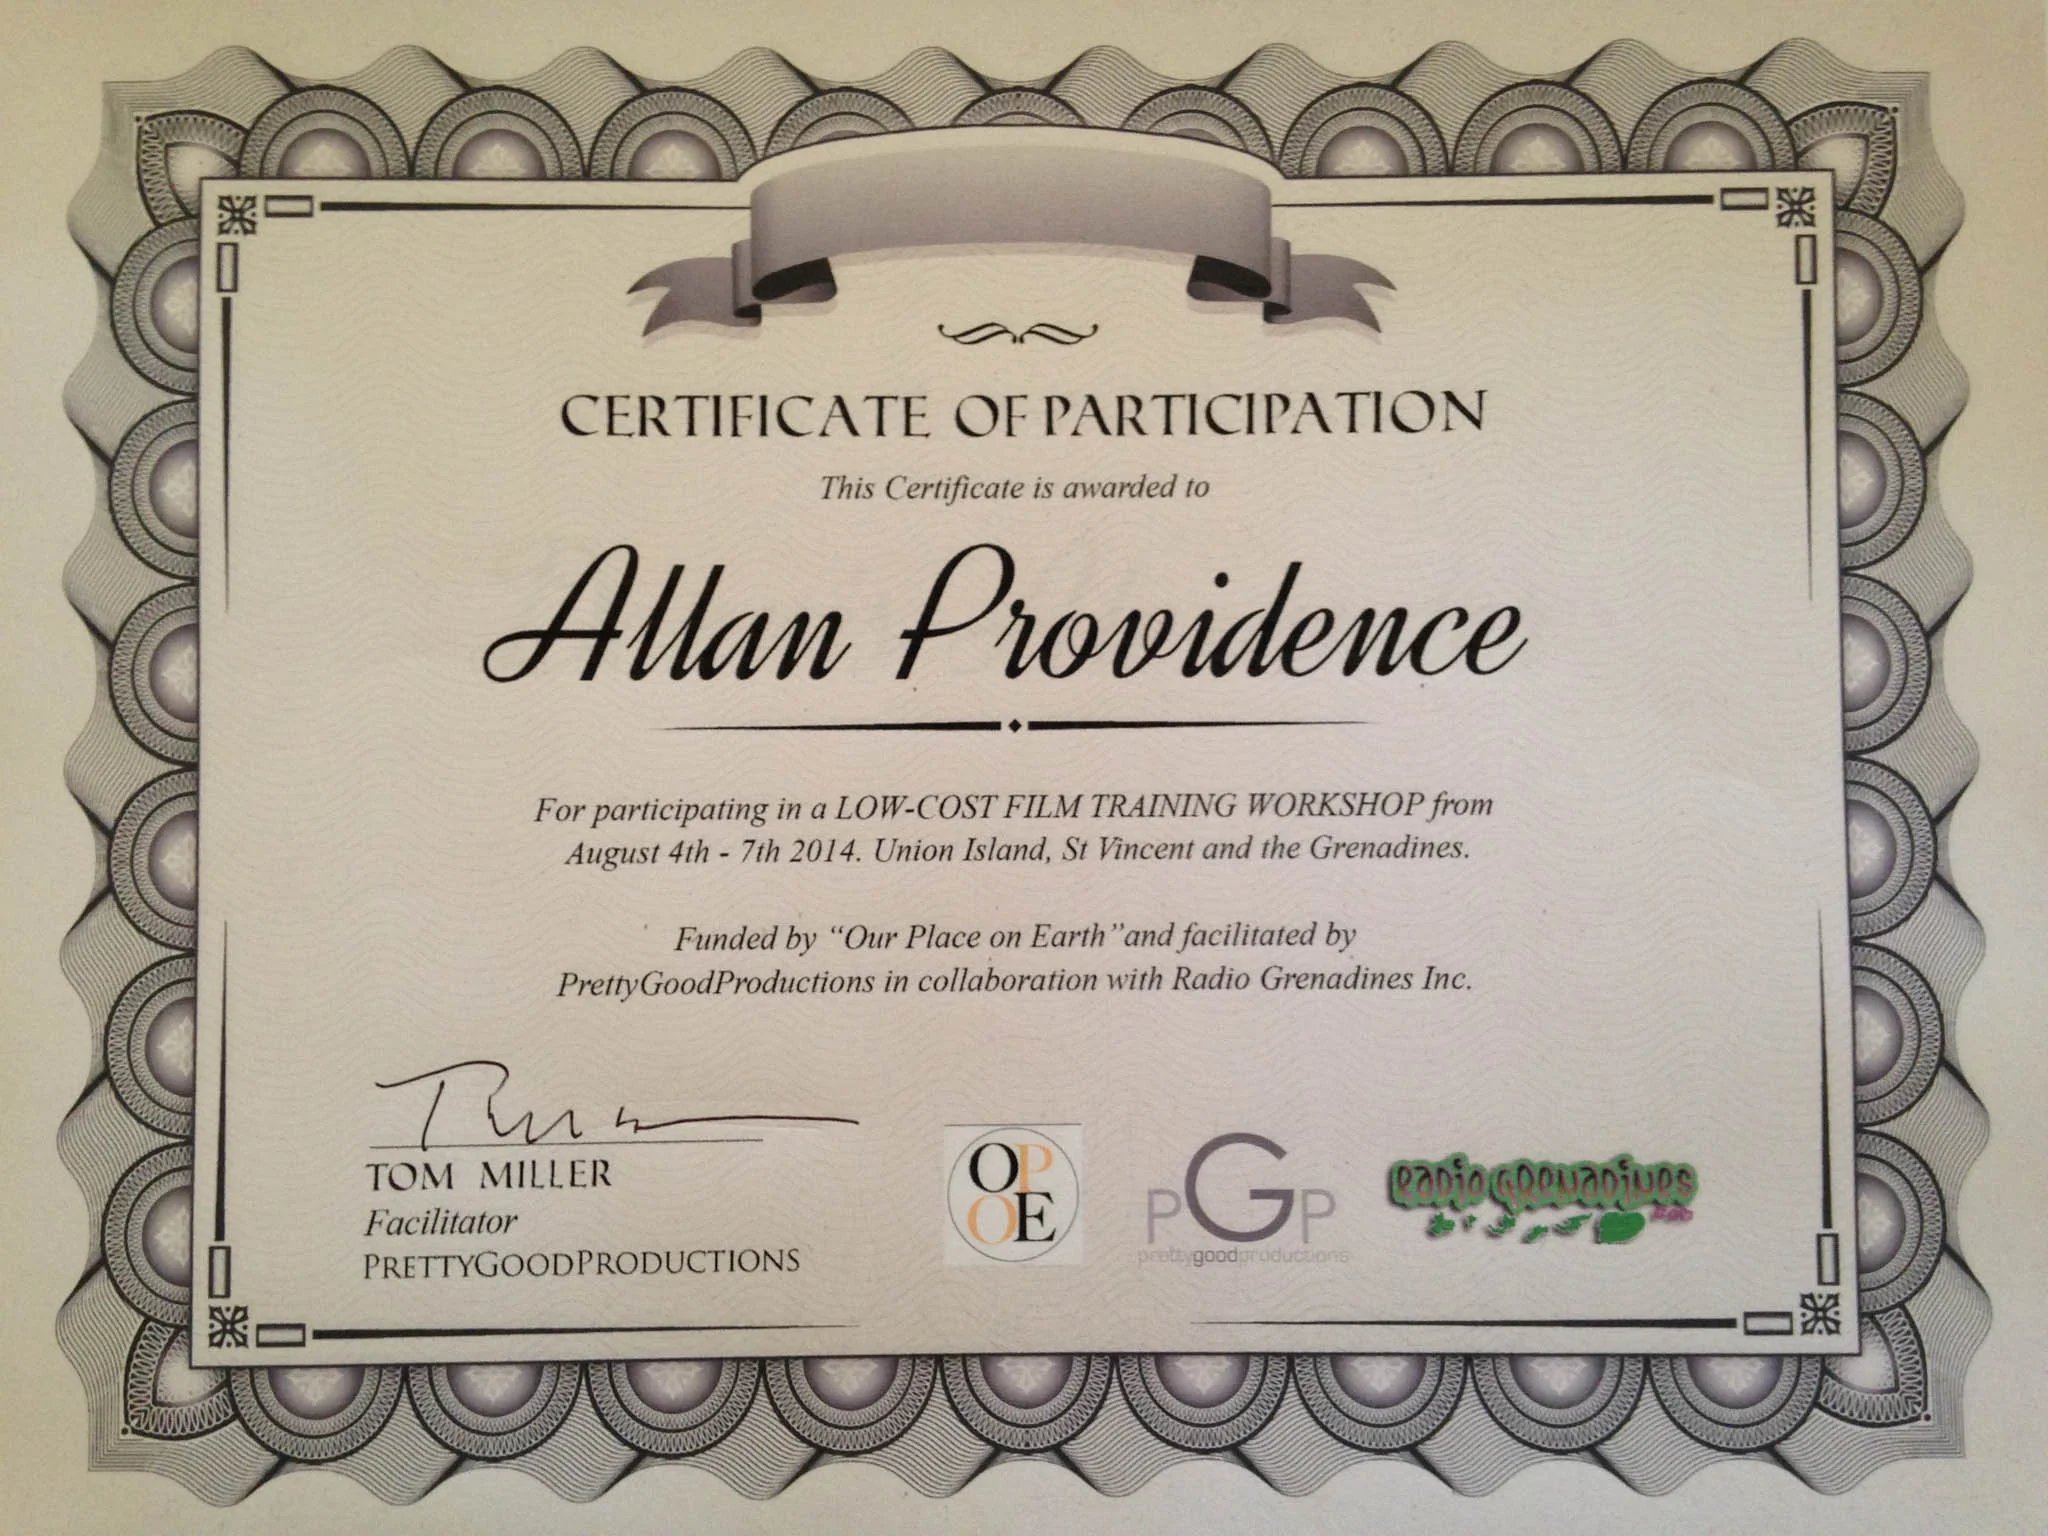 CERTIFICATE OF PARTICIPATION
This Certificate is awarded to
Allan Providence
For participating in a LOW-COST FILM TRAINING WORKSHOP from
August 4th - 7th 2014. Union Island, St Vincent and the Grenadines.
Funded by “Our Place on Earth”and facilitated by
PrettyGoodProductions in collaboration with Radio Grenadines Inc.
TOM MILLER
Facilitator
PRETTYGOODPRODUCTIONS
OP
OE
PGP
prettygoodproductions
RADIO GRENADINES